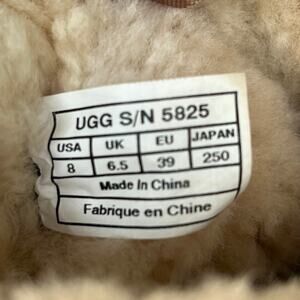 UGG S/N 5825
USA UK EU JAPAN
8 6.5 39 250
Made In China
Fabrique en Chine